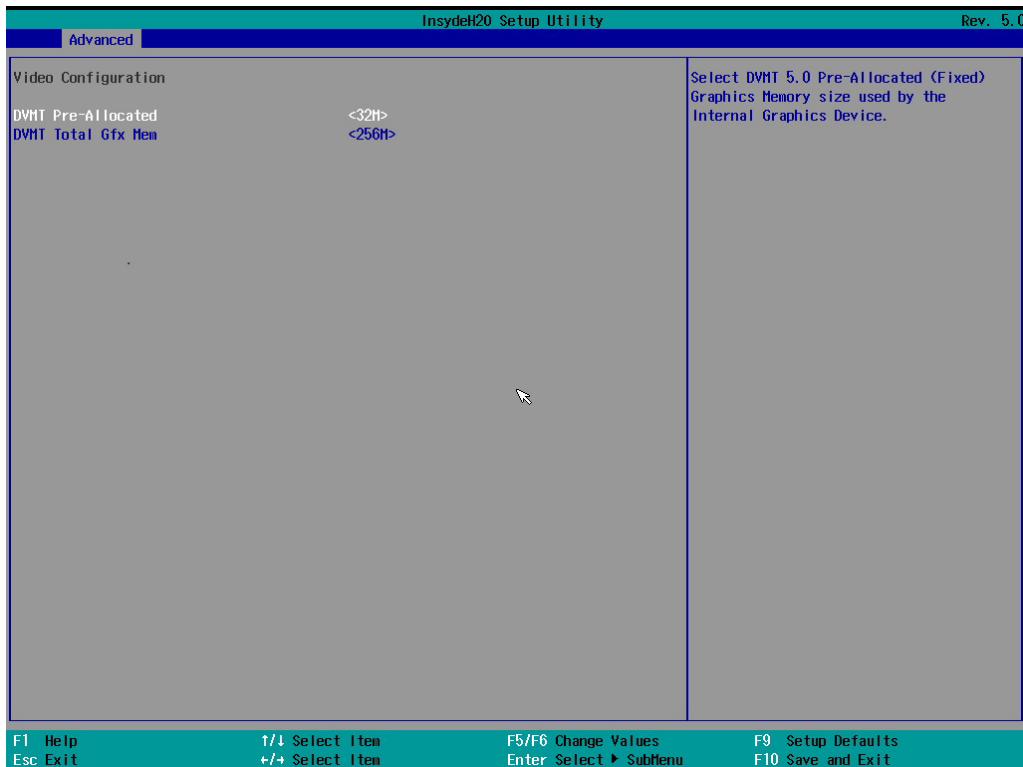 InsydeH2O Setup Utility Rev. 5.0
Advanced
Video Configuration
DVMT Pre-Allocated <32M>
DVMT Total Gfx Mem <256M>
Select DVMT 5.0 Pre-Allocated (Fixed)
Graphics Memory size used by the
Internal Graphics Device.
F1 Help ↑/↓ Select Item F5/F6 Change Values F9 Setup Defaults
Esc Exit ←/→ Select Item Enter Select ▶ SubMenu F10 Save and Exit